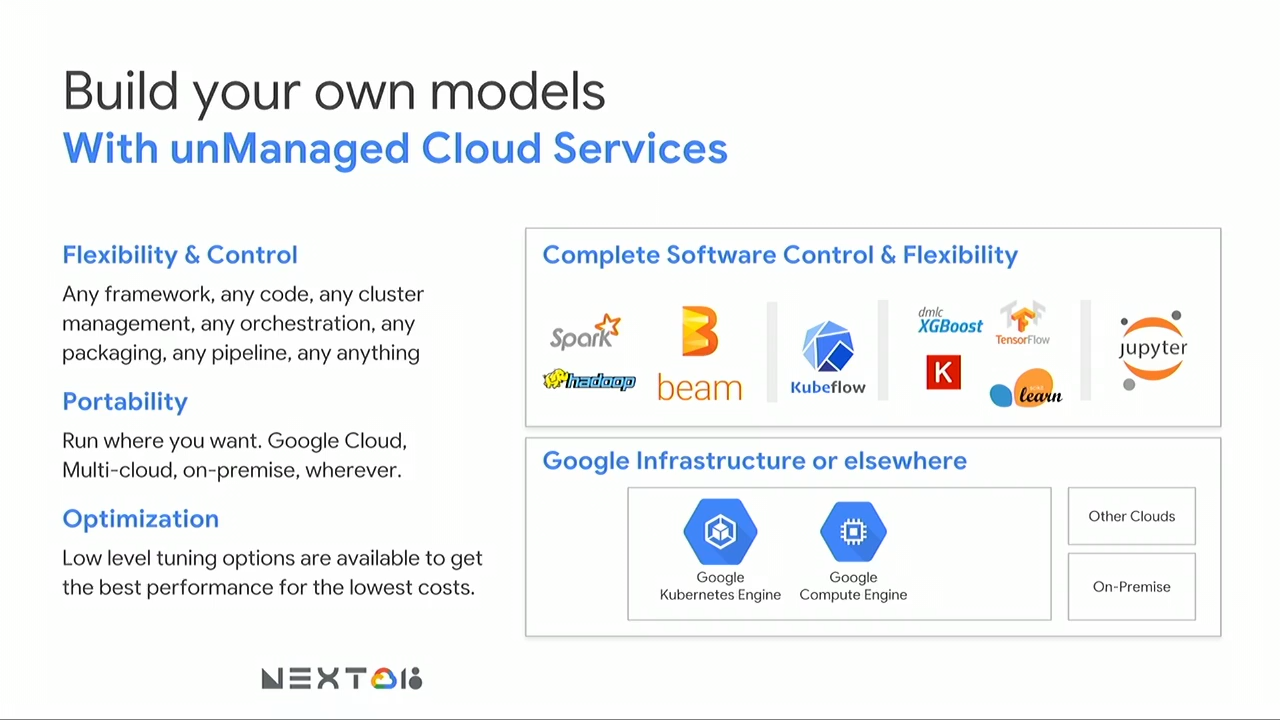 Build your own models
With unManaged Cloud Services
Flexibility & Control
Any framework, any code, any cluster
management, any orchestration, any
packaging, any pipeline, any anything
Portability
Run where you want. Google Cloud,
Multi-cloud, on-premise, wherever.
Optimization
Low level tuning options are available to get
the best performance for the lowest costs.
Complete Software Control & Flexibility
Spark
hadoop
beam
Kubeflow
dmlc
XGBoost
TensorFlow
K
learn
jupyter
Google Infrastructure or elsewhere
Google
Kubernetes Engine
Google
Compute Engine
Other Clouds
On-Premise
NEXT 18